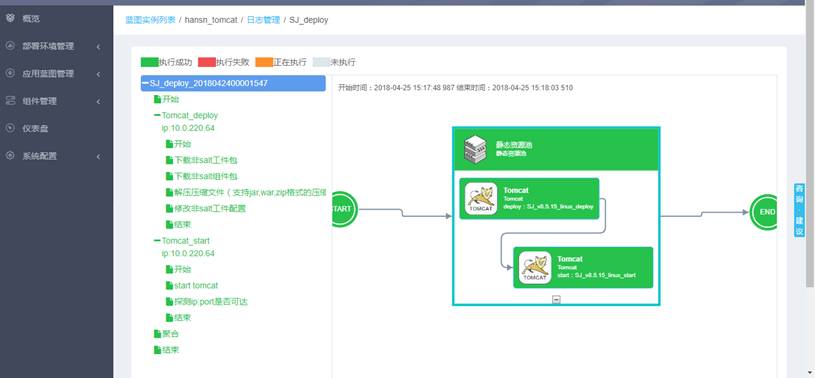 概览
部署环境管理
应用蓝图管理
组件管理
仪表盘
系统配置
蓝图实例列表 / hansn_tomcat / 日志管理 / SJ_deploy
执行成功 执行失败 正在执行 未执行
SJ_deploy_2018042400001547
开始
Tomcat_deploy
ip:10.0.220.64
开始
下载非salt工件包
下载非salt组件包
解压压缩文件（支持jar,war,zip格式的压缩
修改非salt工件配置
结束
Tomcat_start
ip:10.0.220.64
开始
start tomcat
探测ip:port是否可达
结束
聚合
结束
开始时间：2018-04-25 15:17:48 987 结束时间：2018-04-25 15:18:03 510
START
静态资源池
静态资源池
TOMCAT
Tomcat
Tomcat
deploy：SJ_v8.5.15_linux_deploy
TOMCAT
Tomcat
Tomcat
start：SJ_v8.5.15_linux_start
END
咨询·建议